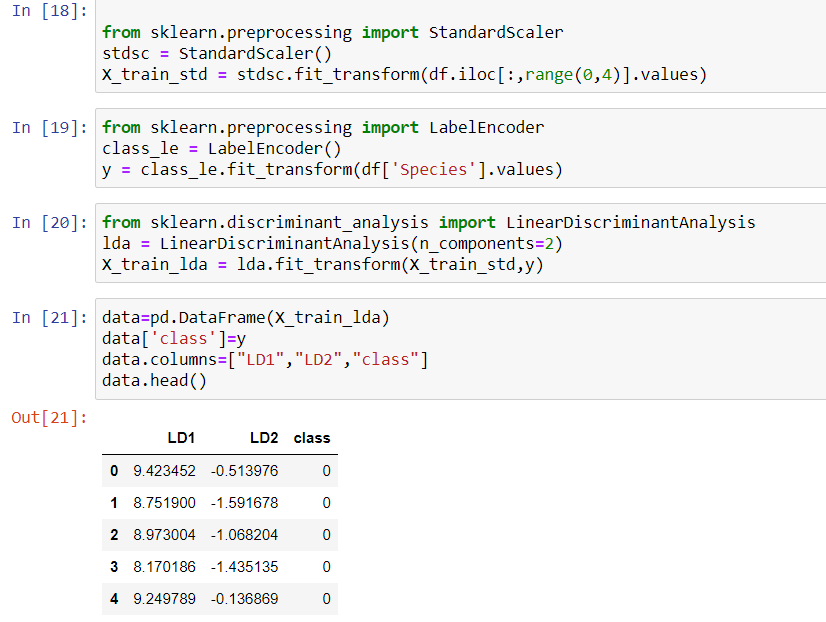 In [18]:
from sklearn.preprocessing import StandardScaler
stdsc = StandardScaler()
X_train_std = stdsc.fit_transform(df.iloc[:,range(0,4)].values)
In [19]: from sklearn.preprocessing import LabelEncoder
class_le = LabelEncoder()
y = class_le.fit_transform(df['Species'].values)
In [20]: from sklearn.discriminant_analysis import LinearDiscriminantAnalysis
lda = LinearDiscriminantAnalysis(n_components=2)
X_train_lda = lda.fit_transform(X_train_std,y)
In [21]: data=pd.DataFrame(X_train_lda)
data['class']=y
data.columns=["LD1","LD2","class"]
data.head()
Out[21]:
LD1 LD2 class
0 9.423452 -0.513976 0
1 8.751900 -1.591678 0
2 8.973004 -1.068204 0
3 8.170186 -1.435135 0
4 9.249789 -0.136869 0